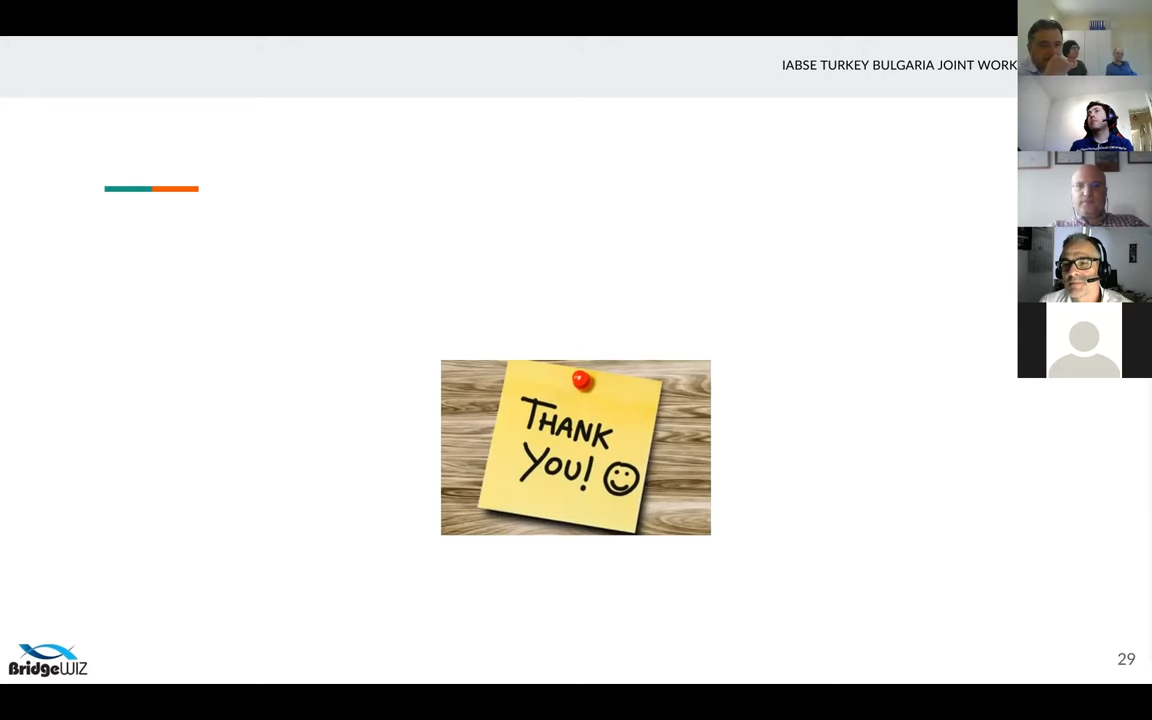 IABSE TURKEY BULGARIA JOINT WORK
THANK
YOU!
BridgeWIZ
29